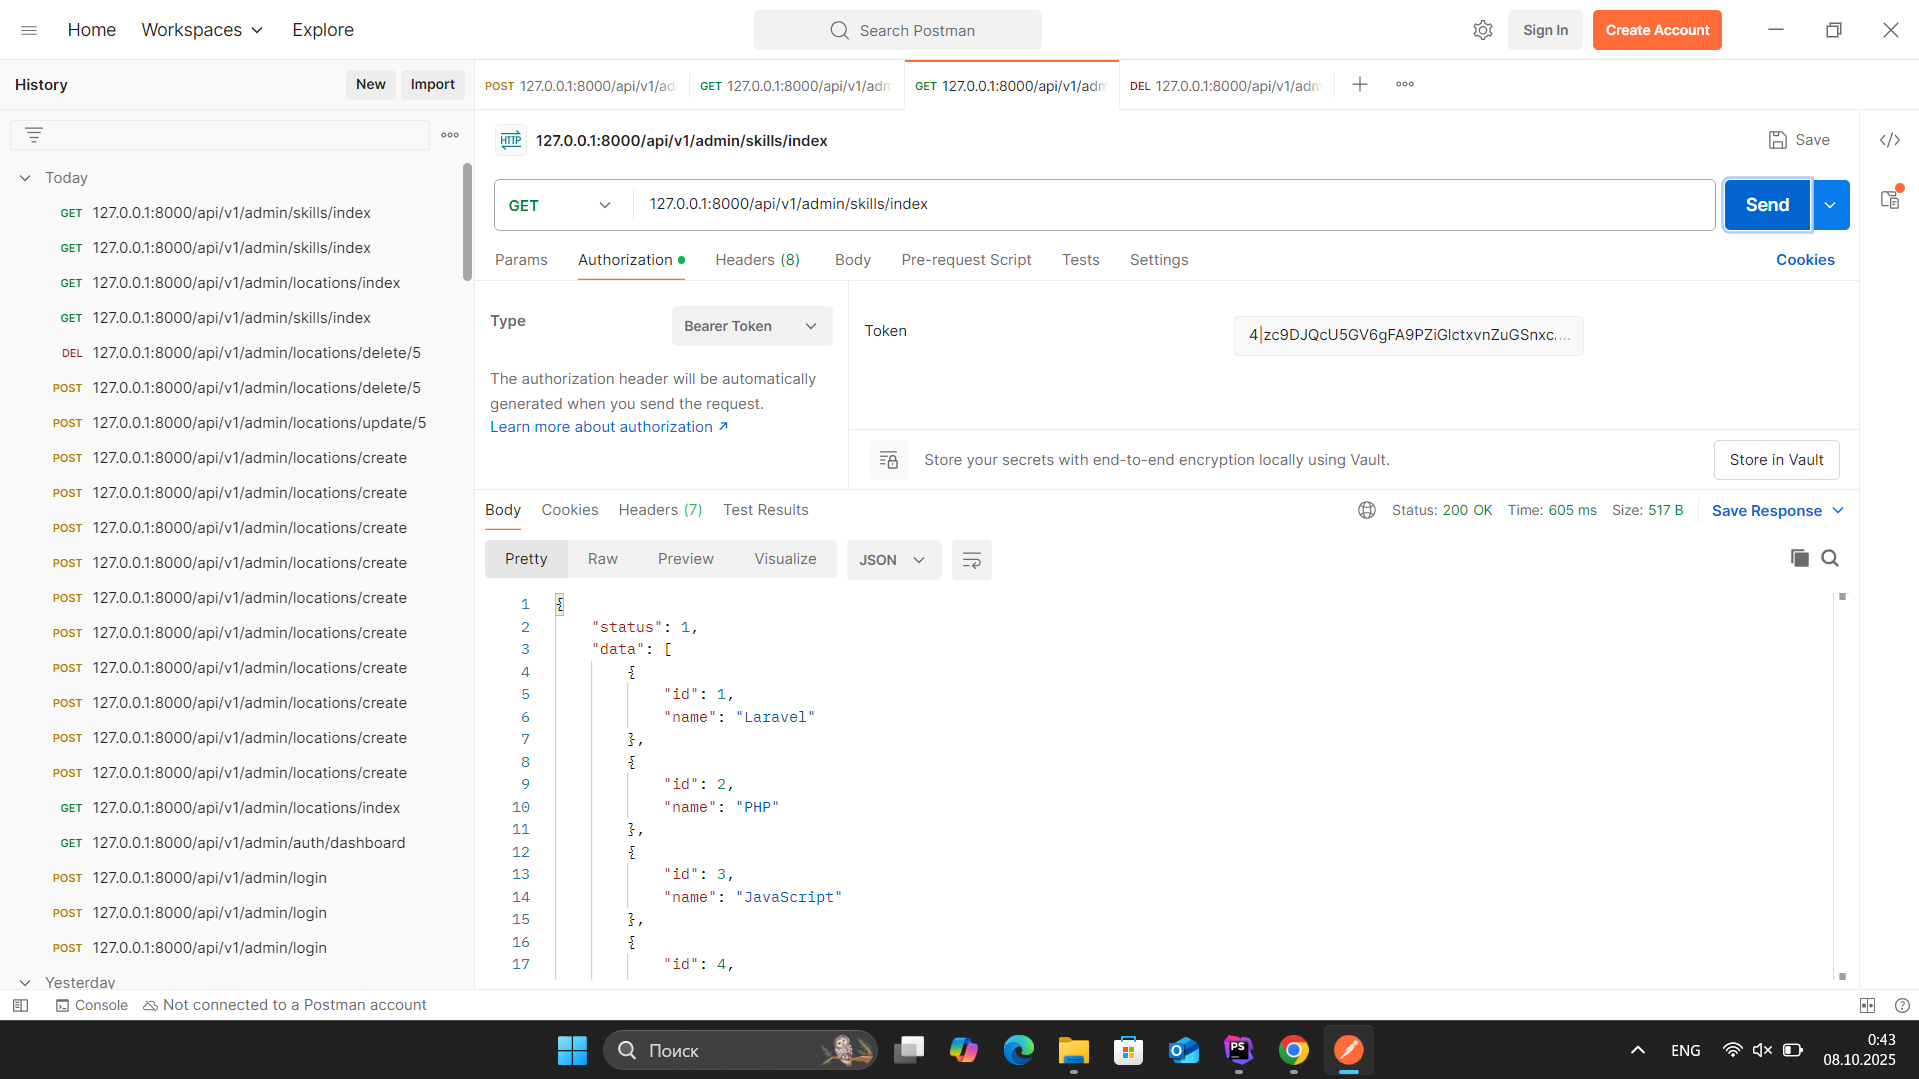 Home
Workspaces
Explore
Search Postman
Sign In
Create Account
History
New
Import
POST 127.0.0.1:8000/api/v1/ad
GET 127.0.0.1:8000/api/v1/adm
GET 127.0.0.1:8000/api/v1/adm
DEL 127.0.0.1:8000/api/v1/adm
HTTP 127.0.0.1:8000/api/v1/admin/skills/index
Save
GET
127.0.0.1:8000/api/v1/admin/skills/index
Send
Params
Authorization
Headers (8)
Body
Pre-request Script
Tests
Settings
Cookies
Type
Bearer Token
The authorization header will be automatically
generated when you send the request.
Learn more about authorization ↗
Token
4|zc9DJQcU5GV6gFA9PZiGlctxvnZuGSnxc....
Store your secrets with end-to-end encryption locally using Vault.
Store in Vault
Today
GET 127.0.0.1:8000/api/v1/admin/skills/index
GET 127.0.0.1:8000/api/v1/admin/skills/index
GET 127.0.0.1:8000/api/v1/admin/locations/index
GET 127.0.0.1:8000/api/v1/admin/skills/index
DEL 127.0.0.1:8000/api/v1/admin/locations/delete/5
POST 127.0.0.1:8000/api/v1/admin/locations/delete/5
POST 127.0.0.1:8000/api/v1/admin/locations/update/5
POST 127.0.0.1:8000/api/v1/admin/locations/create
POST 127.0.0.1:8000/api/v1/admin/locations/create
POST 127.0.0.1:8000/api/v1/admin/locations/create
POST 127.0.0.1:8000/api/v1/admin/locations/create
POST 127.0.0.1:8000/api/v1/admin/locations/create
POST 127.0.0.1:8000/api/v1/admin/locations/create
POST 127.0.0.1:8000/api/v1/admin/locations/create
POST 127.0.0.1:8000/api/v1/admin/locations/create
POST 127.0.0.1:8000/api/v1/admin/locations/create
POST 127.0.0.1:8000/api/v1/admin/locations/create
GET 127.0.0.1:8000/api/v1/admin/locations/index
GET 127.0.0.1:8000/api/v1/admin/auth/dashboard
POST 127.0.0.1:8000/api/v1/admin/login
POST 127.0.0.1:8000/api/v1/admin/login
POST 127.0.0.1:8000/api/v1/admin/login
Yesterday
Body
Cookies
Headers (7)
Test Results
Status: 200 OK
Time: 605 ms
Size: 517 B
Save Response
Pretty
Raw
Preview
Visualize
JSON
1 {
2 "status": 1,
3 "data": [
4 {
5 "id": 1,
6 "name": "Laravel"
7 },
8 {
9 "id": 2,
10 "name": "PHP"
11 },
12 {
13 "id": 3,
14 "name": "JavaScript"
15 },
16 {
17 "id": 4,
Console
Not connected to a Postman account
Поиск
PS
ENG
0:43
08.10.2025